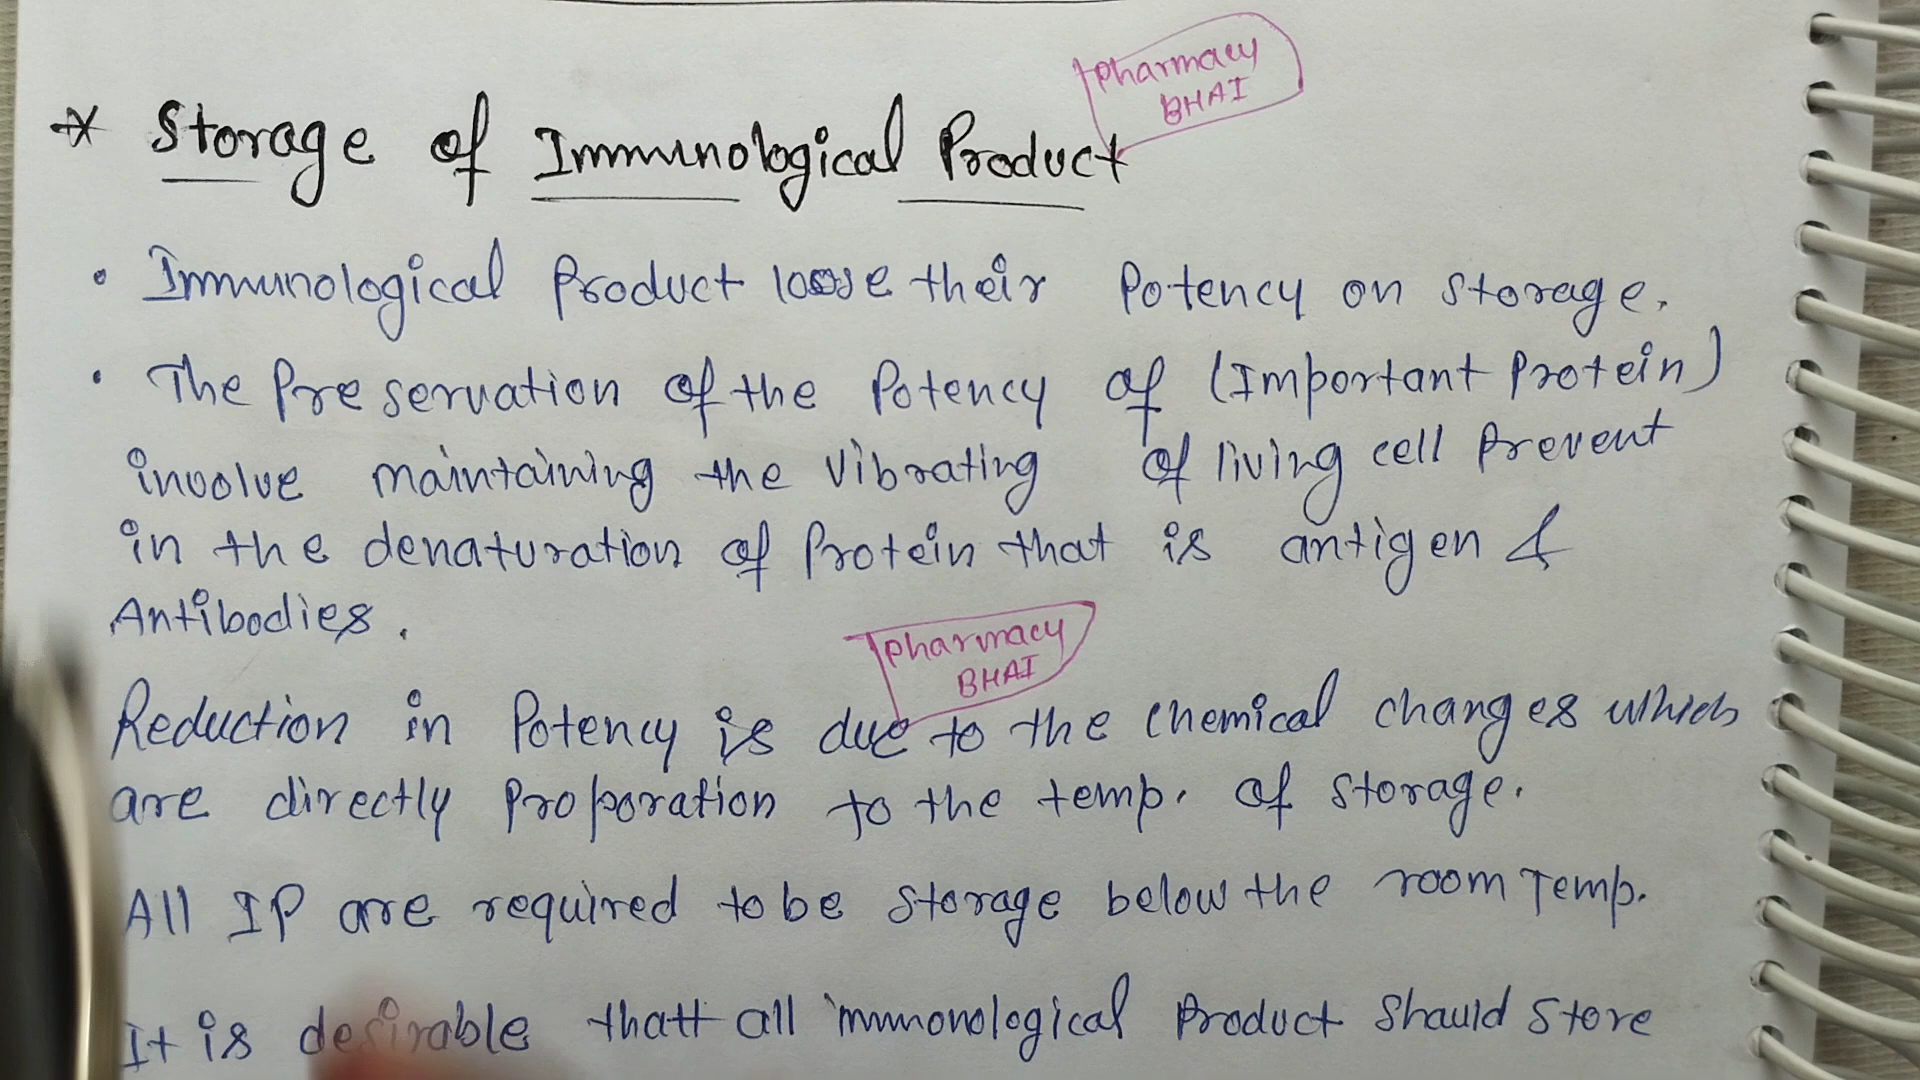 Pharmacy
BHAI
* Storage of Immunological Product
• Immunological Product loose their Potency on storage.
• The Preservation of the Potency of (Important Protein)
involve maintaining the vibrating of living cell Prevent
in the denaturation of Protein that is antigen &
Antibodies.
Pharmacy
BHAI
Reduction in Potency is due to the chemical changes which
are directly Proporation to the temp. of storage.
All IP are required to be storage below the room Temp.
It is desirable thatt all immonological Product Should Store